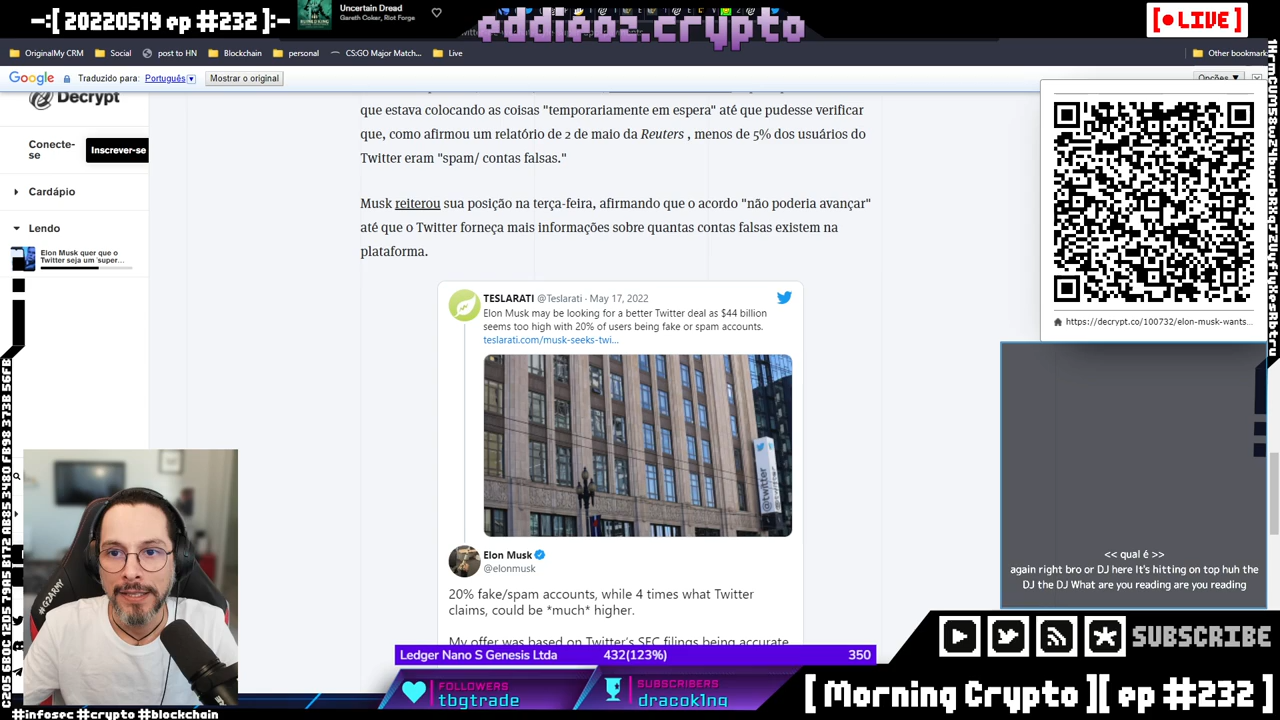 -:[ 20220519 ep #232 ]:-
Uncertain Dread
Gareth Coker, Riot Forge
eddieoz.crypto
[ LIVE ]
OriginalMy CRM
Social
post to HN
Blockchain
personal
CS:GO Major Match...
Live
Other bookmark
Google
Traduzido para: Português
Mostrar o original
Opções
Decrypt
Conecte-se
Inscrever-se
Cardápio
Lendo
Elon Musk quer que o
Twitter seja um 'super...
que estava colocando as coisas "temporariamente em espera" até que pudesse verificar
que, como afirmou um relatório de 2 de maio da Reuters , menos de 5% dos usuários do
Twitter eram "spam/ contas falsas."
Musk reiterou sua posição na terça-feira, afirmando que o acordo "não poderia avançar"
até que o Twitter forneça mais informações sobre quantas contas falsas existem na
plataforma.
TESLARATI @Teslarati · May 17, 2022
Elon Musk may be looking for a better Twitter deal as $44 billion
seems too high with 20% of users being fake or spam accounts.
teslarati.com/musk-seeks-twi...
@twitter
Elon Musk
@elonmusk
20% fake/spam accounts, while 4 times what Twitter
claims, could be *much* higher.
My offer was based on Twitter's SEC filings being accurate
https://decrypt.co/100732/elon-musk-wants...
<< qual é >>
again right bro or DJ here It's hitting on top huh the
DJ the DJ What are you reading are you reading
#G2ARMY
Ledger Nano S Genesis Ltda
432(123%)
350
FOLLOWERS
tbgtrade
SUBSCRIBERS
dracok1ng
SUBSCRIBE
[ Morning Crypto ][ ep #232 ]
#infosec #crypto #blockchain